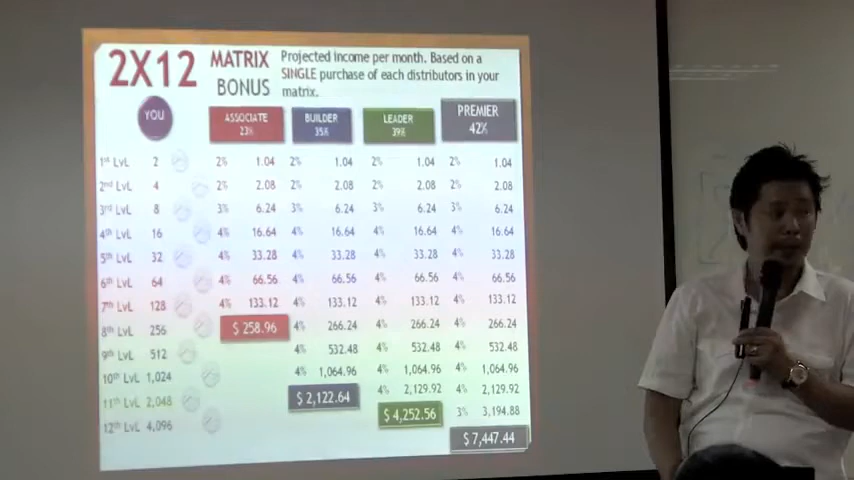 2X12 MATRIX BONUS
Projected income per month. Based on a
SINGLE purchase of each distributors in your
matrix.
YOU
ASSOCIATE 23% BUILDER 35% LEADER 39% PREMIER 42%
1st LVL 2 2% 1.04 2% 1.04 2% 1.04 2% 1.04
2nd LVL 4 2% 2.08 2% 2.08 2% 2.08 2% 2.08
3rd LVL 8 3% 6.24 3% 6.24 3% 6.24 3% 6.24
4th LVL 16 4% 16.64 4% 16.64 4% 16.64 4% 16.64
5th LVL 32 4% 33.28 4% 33.28 4% 33.28 4% 33.28
6th LVL 64 4% 66.56 4% 66.56 4% 66.56 4% 66.56
7th LVL 128 4% 133.12 4% 133.12 4% 133.12 4% 133.12
8th LVL 256 $ 258.96 4% 266.24 4% 266.24 4% 266.24
9th LVL 512 4% 532.48 4% 532.48 4% 532.48
10th LVL 1,024 4% 1,064.96 4% 1,064.96 4% 1,064.96
11th LVL 2,048 $ 2,122.64 4% 2,129.92 4% 2,129.92
12th LVL 4,096 $ 4,252.56 3% 3,194.88
$ 7,447.44